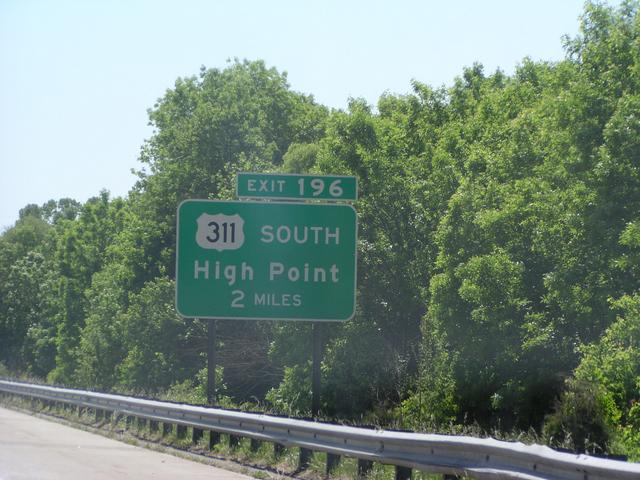 EXIT 196
311 SOUTH
High Point
2 MILES